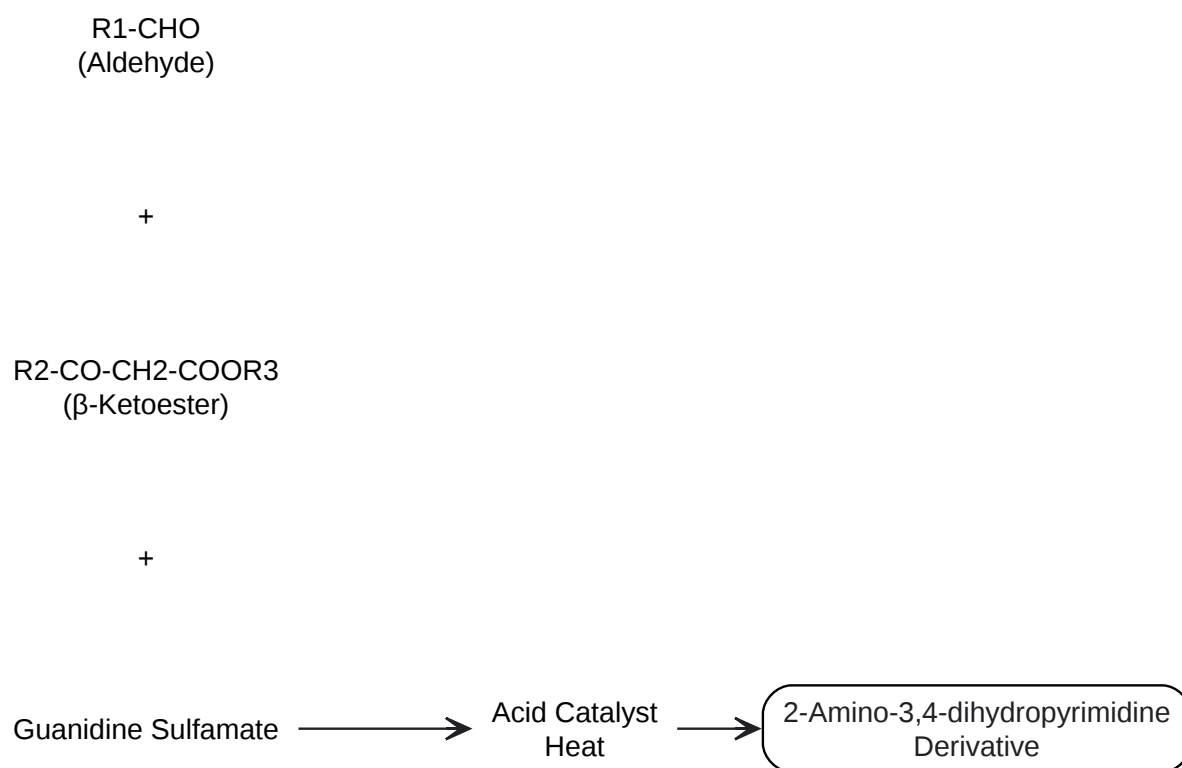 R1-CHO
(Aldehyde)
+
R2-CO-CH2-COOR3
(β-Ketoester)
+
Guanidine Sulfamate
Acid Catalyst
Heat
2-Amino-3,4-dihydropyrimidine
Derivative